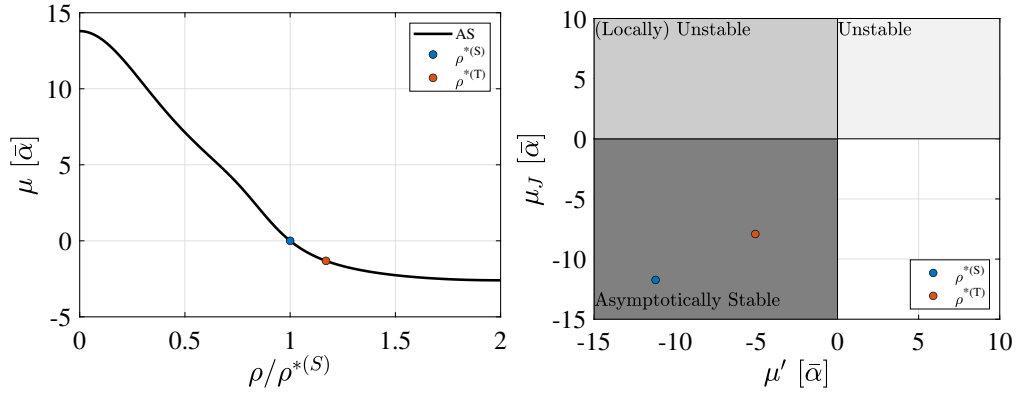 15
10
5
0
-5
0
0.5
1
1.5
2
μ [ᾱ]
ρ/ρ*(S)
AS
ρ*(S)
ρ*(T)
10
5
0
-5
-10
-15
-15
-10
-5
0
5
10
μJ [ᾱ]
μ′ [ᾱ]
(Locally) Unstable
Unstable
Asymptotically Stable
ρ*(S)
ρ*(T)